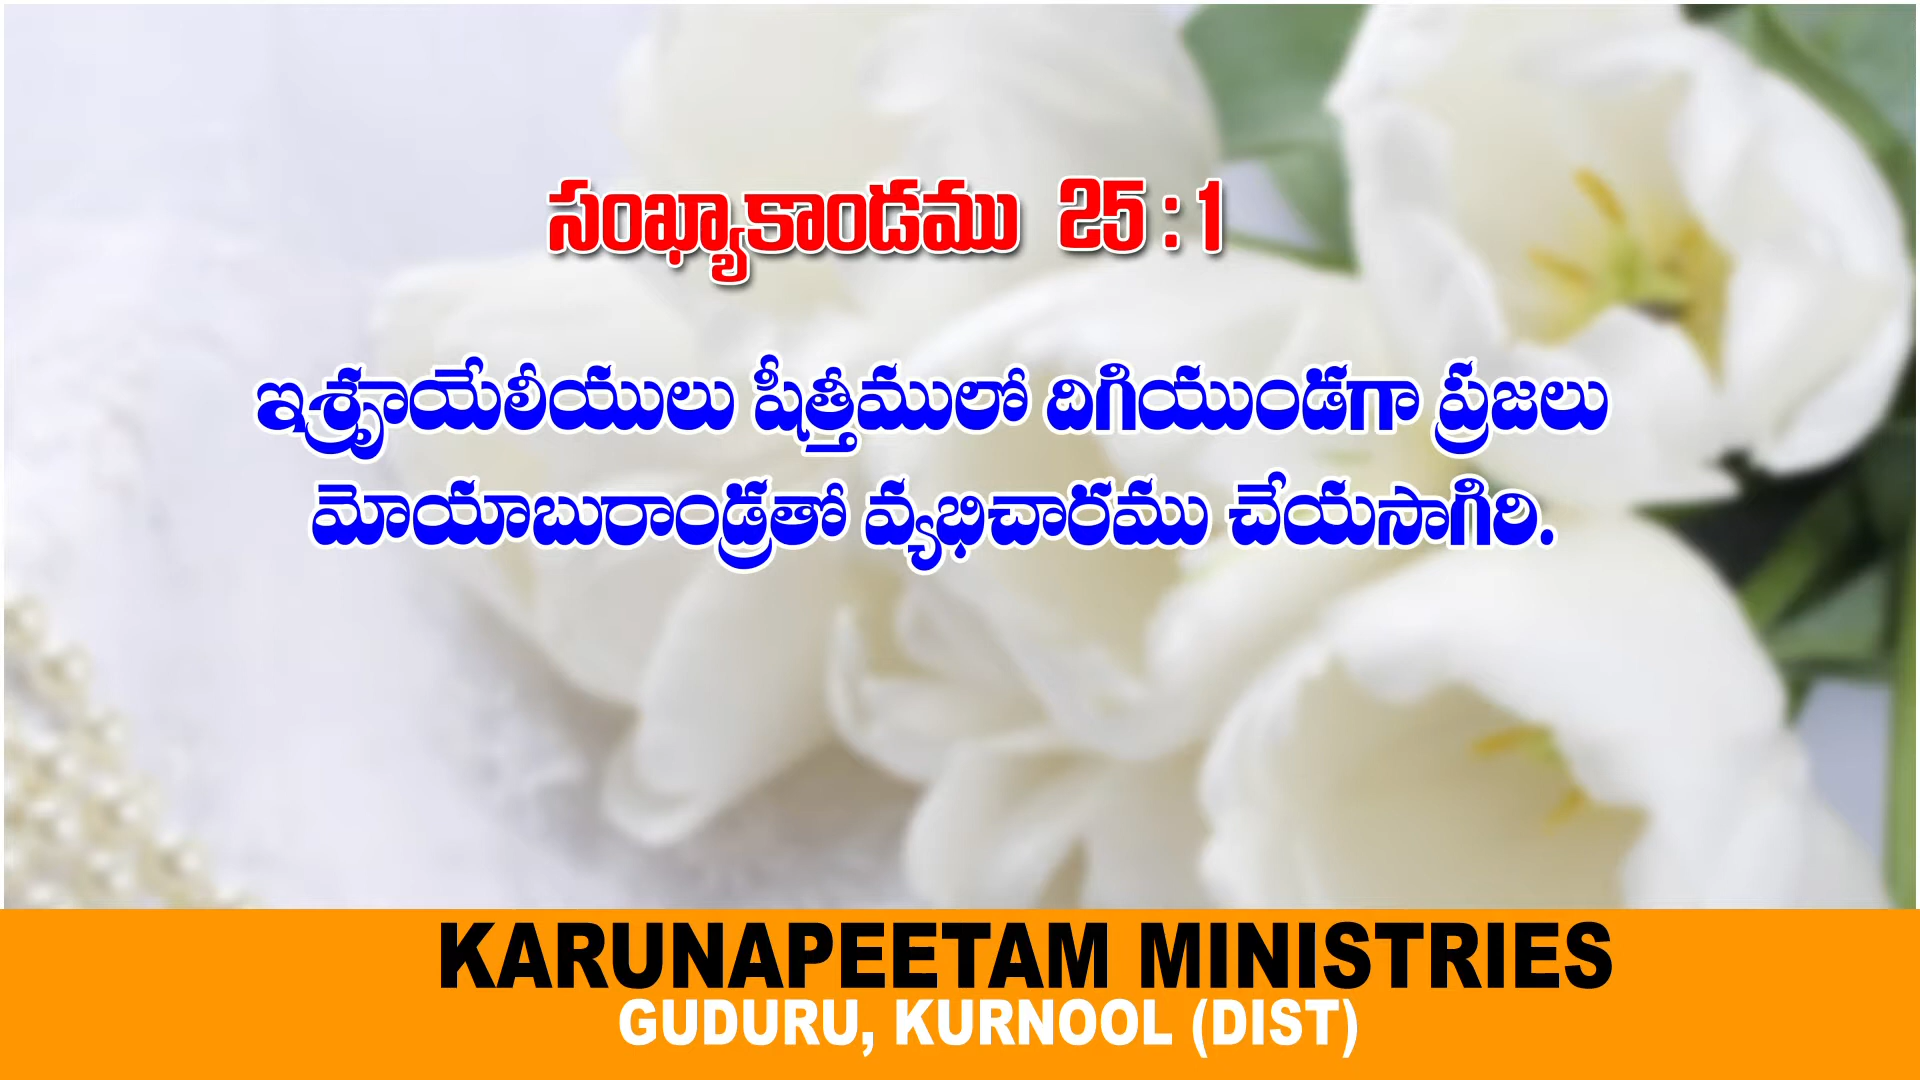 సంఖ్యాకాండము 25 : 1
ఇశ్రాయేలీయులు షిత్తీములో దిగియుండగా ప్రజలు
మోయాబురాండ్రతో వ్యభిచారము చేయసాగిరి.
KARUNAPEETAM MINISTRIES
GUDURU, KURNOOL (DIST)